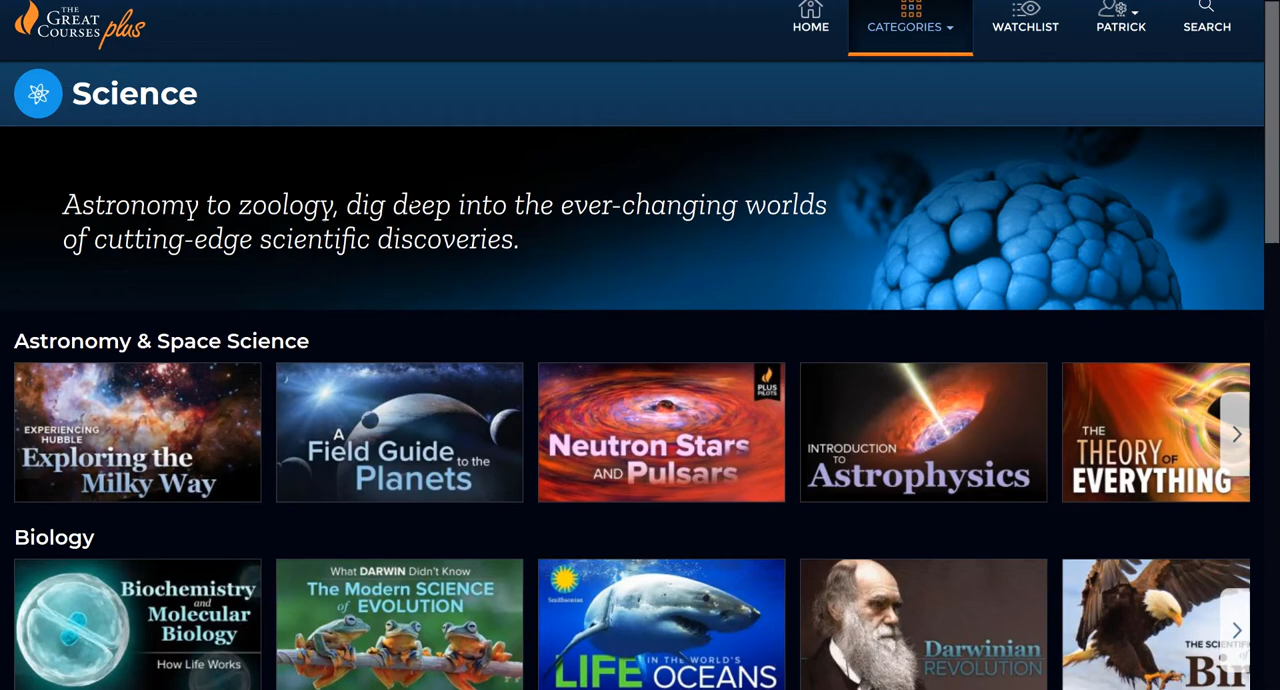 THE
GREAT
COURSES plus
HOME
CATEGORIES
WATCHLIST
PATRICK
SEARCH
Science
Astronomy to zoology, dig deep into the ever-changing worlds
of cutting-edge scientific discoveries.
Astronomy & Space Science
EXPERIENCING
HUBBLE
Exploring the
Milky Way
A
Field Guide
to the
Planets
PLUS
PILOTS
Neutron Stars
AND Pulsars
INTRODUCTION
TO
Astrophysics
THE
THEORY
OF
EVERYTHING
Biology
Biochemistry
and
Molecular
Biology
How Life Works
What DARWIN Didn't Know
The Modern SCIENCE
of EVOLUTION
Smithsonian
LIFE IN THE WORLD'S
OCEANS
Darwinian
REVOLUTION
THE